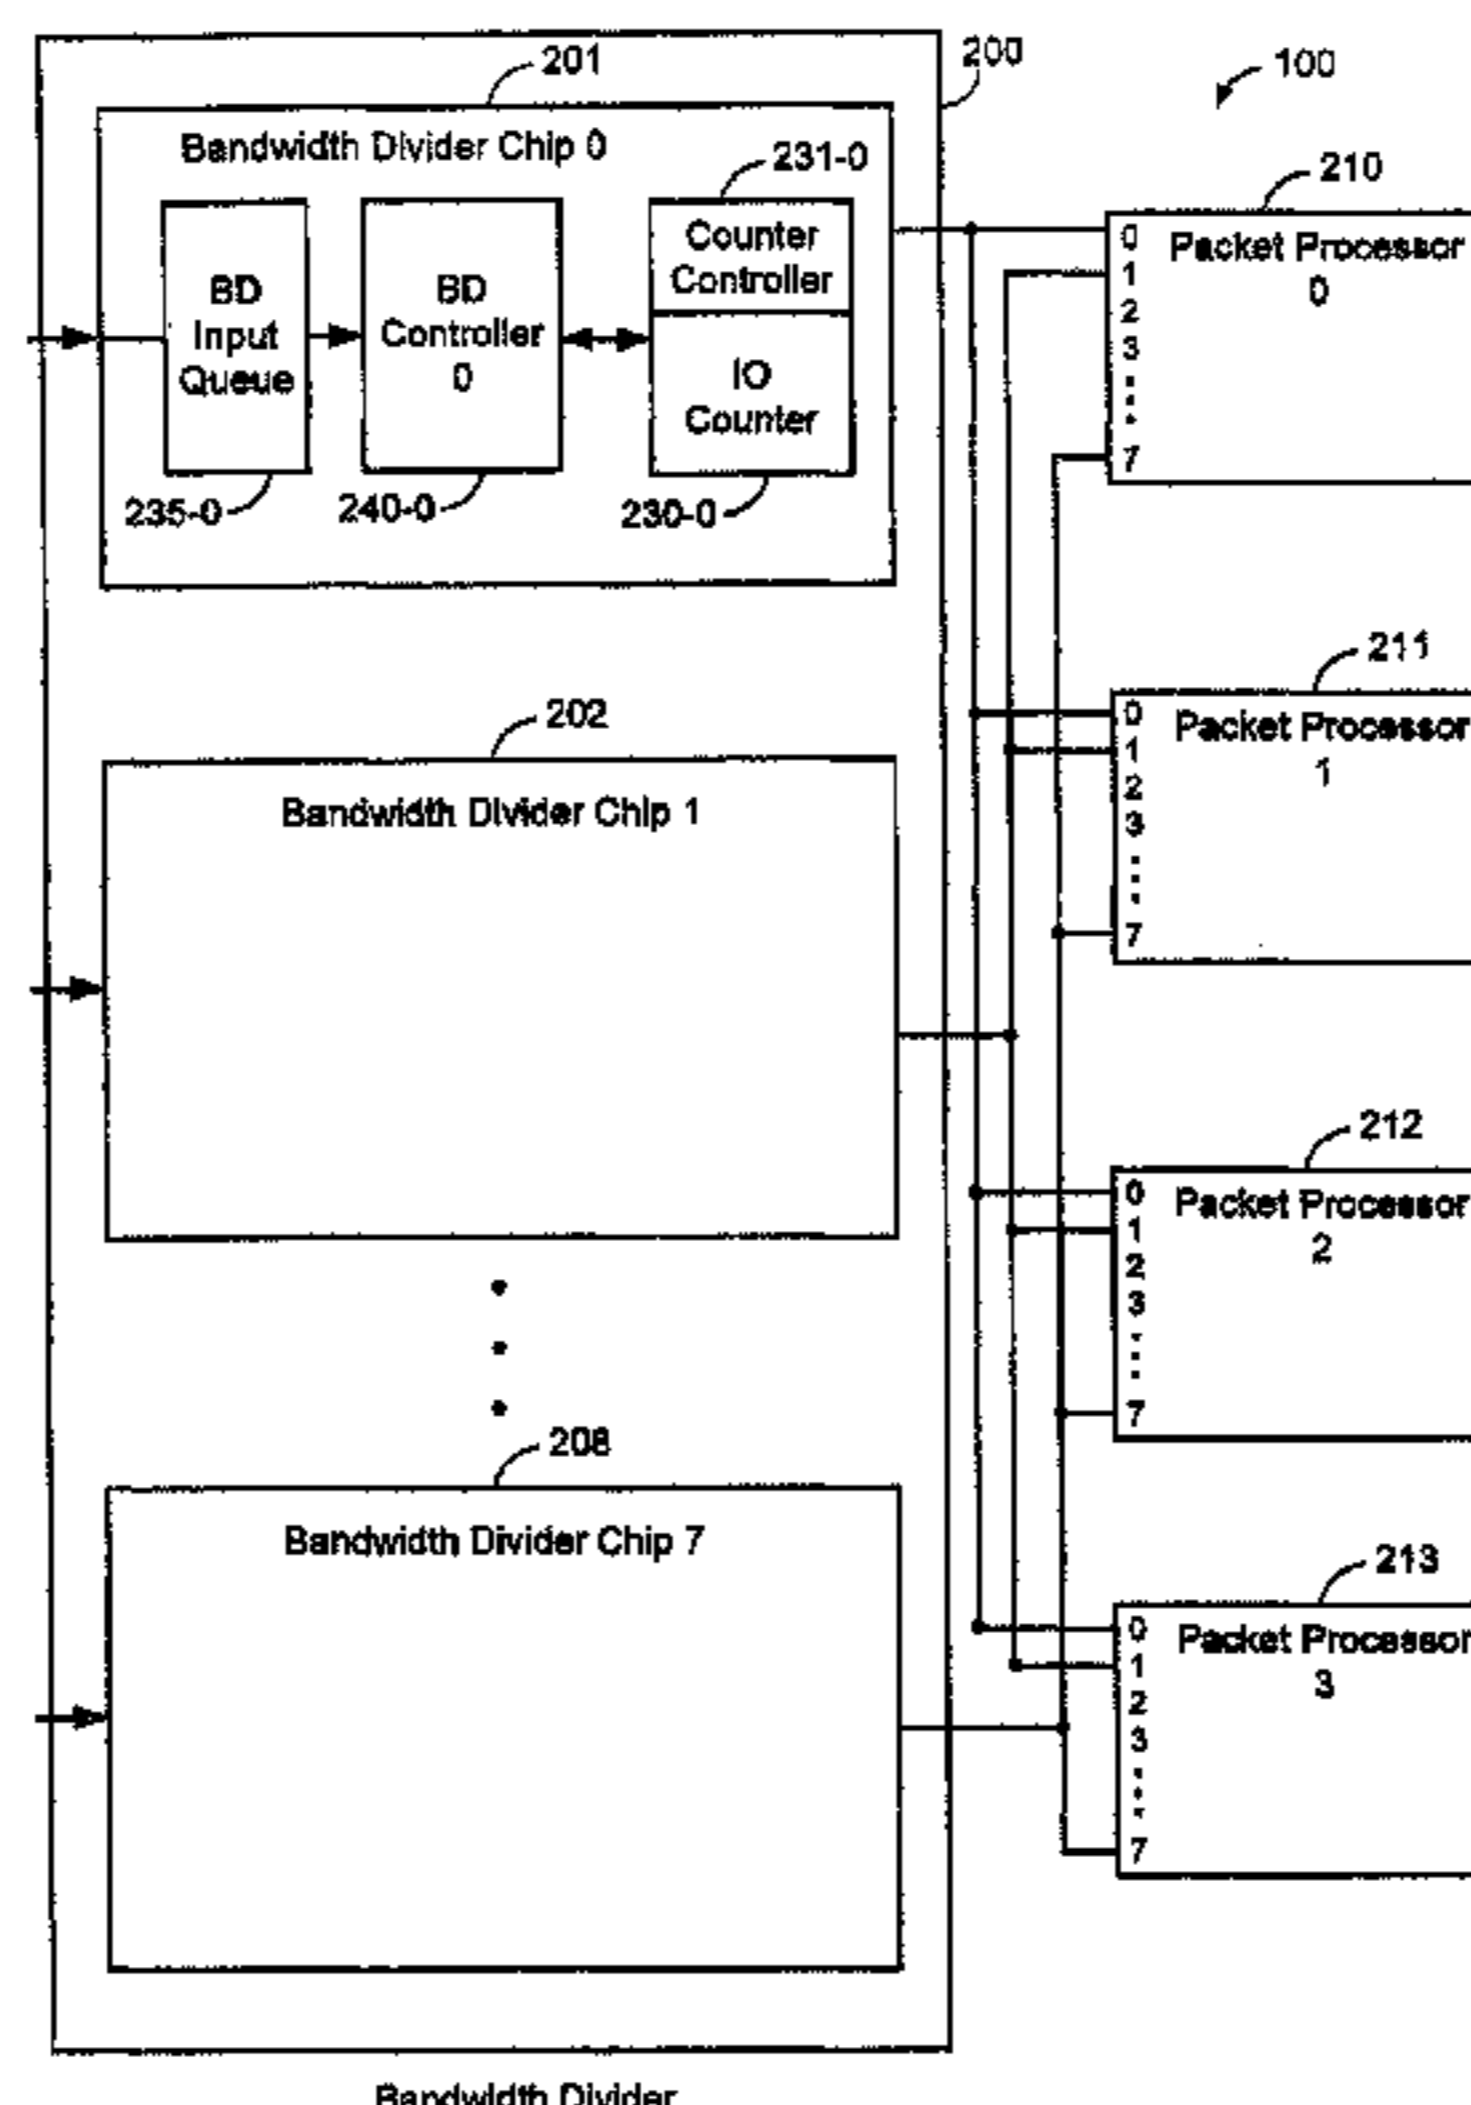 201
200
100
Bandwidth Divider Chip 0
231-0
210
Counter
Controller
BD
Input
Queue
BD
Controller
0
IO
Counter
235-0
240-0
230-0
0
1
2
3
7
Packet Processor
0
211
0
1
2
3
7
Packet Processor
1
202
Bandwidth Divider Chip 1
212
0
1
2
3
7
Packet Processor
2
208
Bandwidth Divider Chip 7
213
0
1
2
3
7
Packet Processor
3
Bandwidth Divider